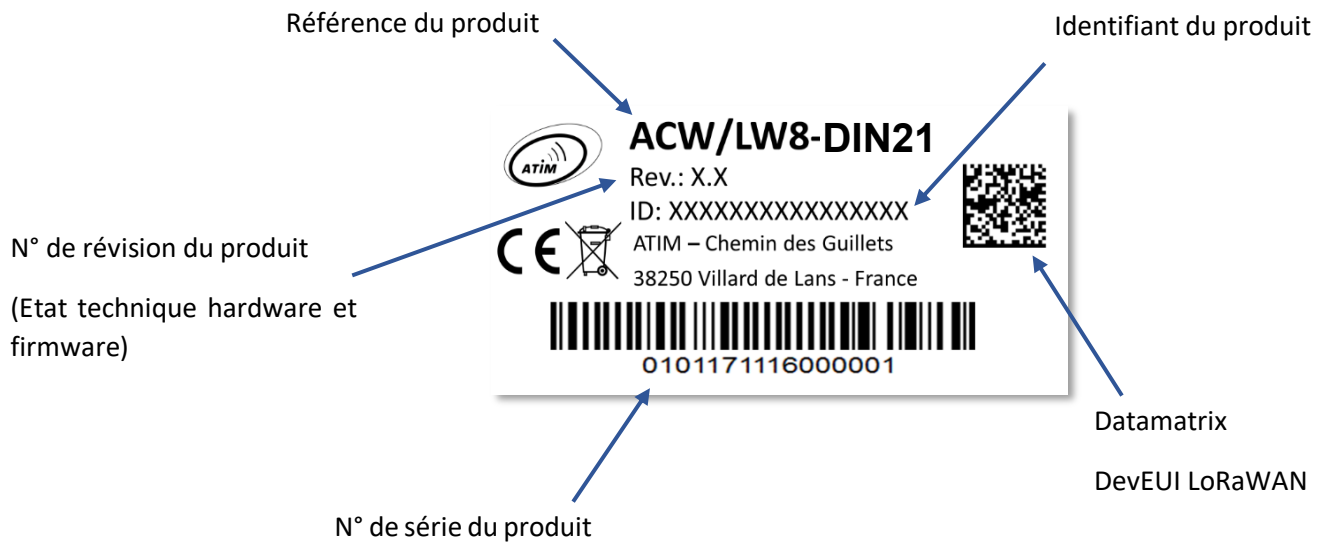 Référence du produit
Identifiant du produit
ATIM
ACW/LW8-DIN21
Rev.: X.X
ID: XXXXXXXXXXXXXXXX
N° de révision du produit
(Etat technique hardware et
firmware)
CE
ATIM – Chemin des Guillets
38250 Villard de Lans - France
0101171116000001
Datamatrix
DevEUI LoRaWAN
N° de série du produit